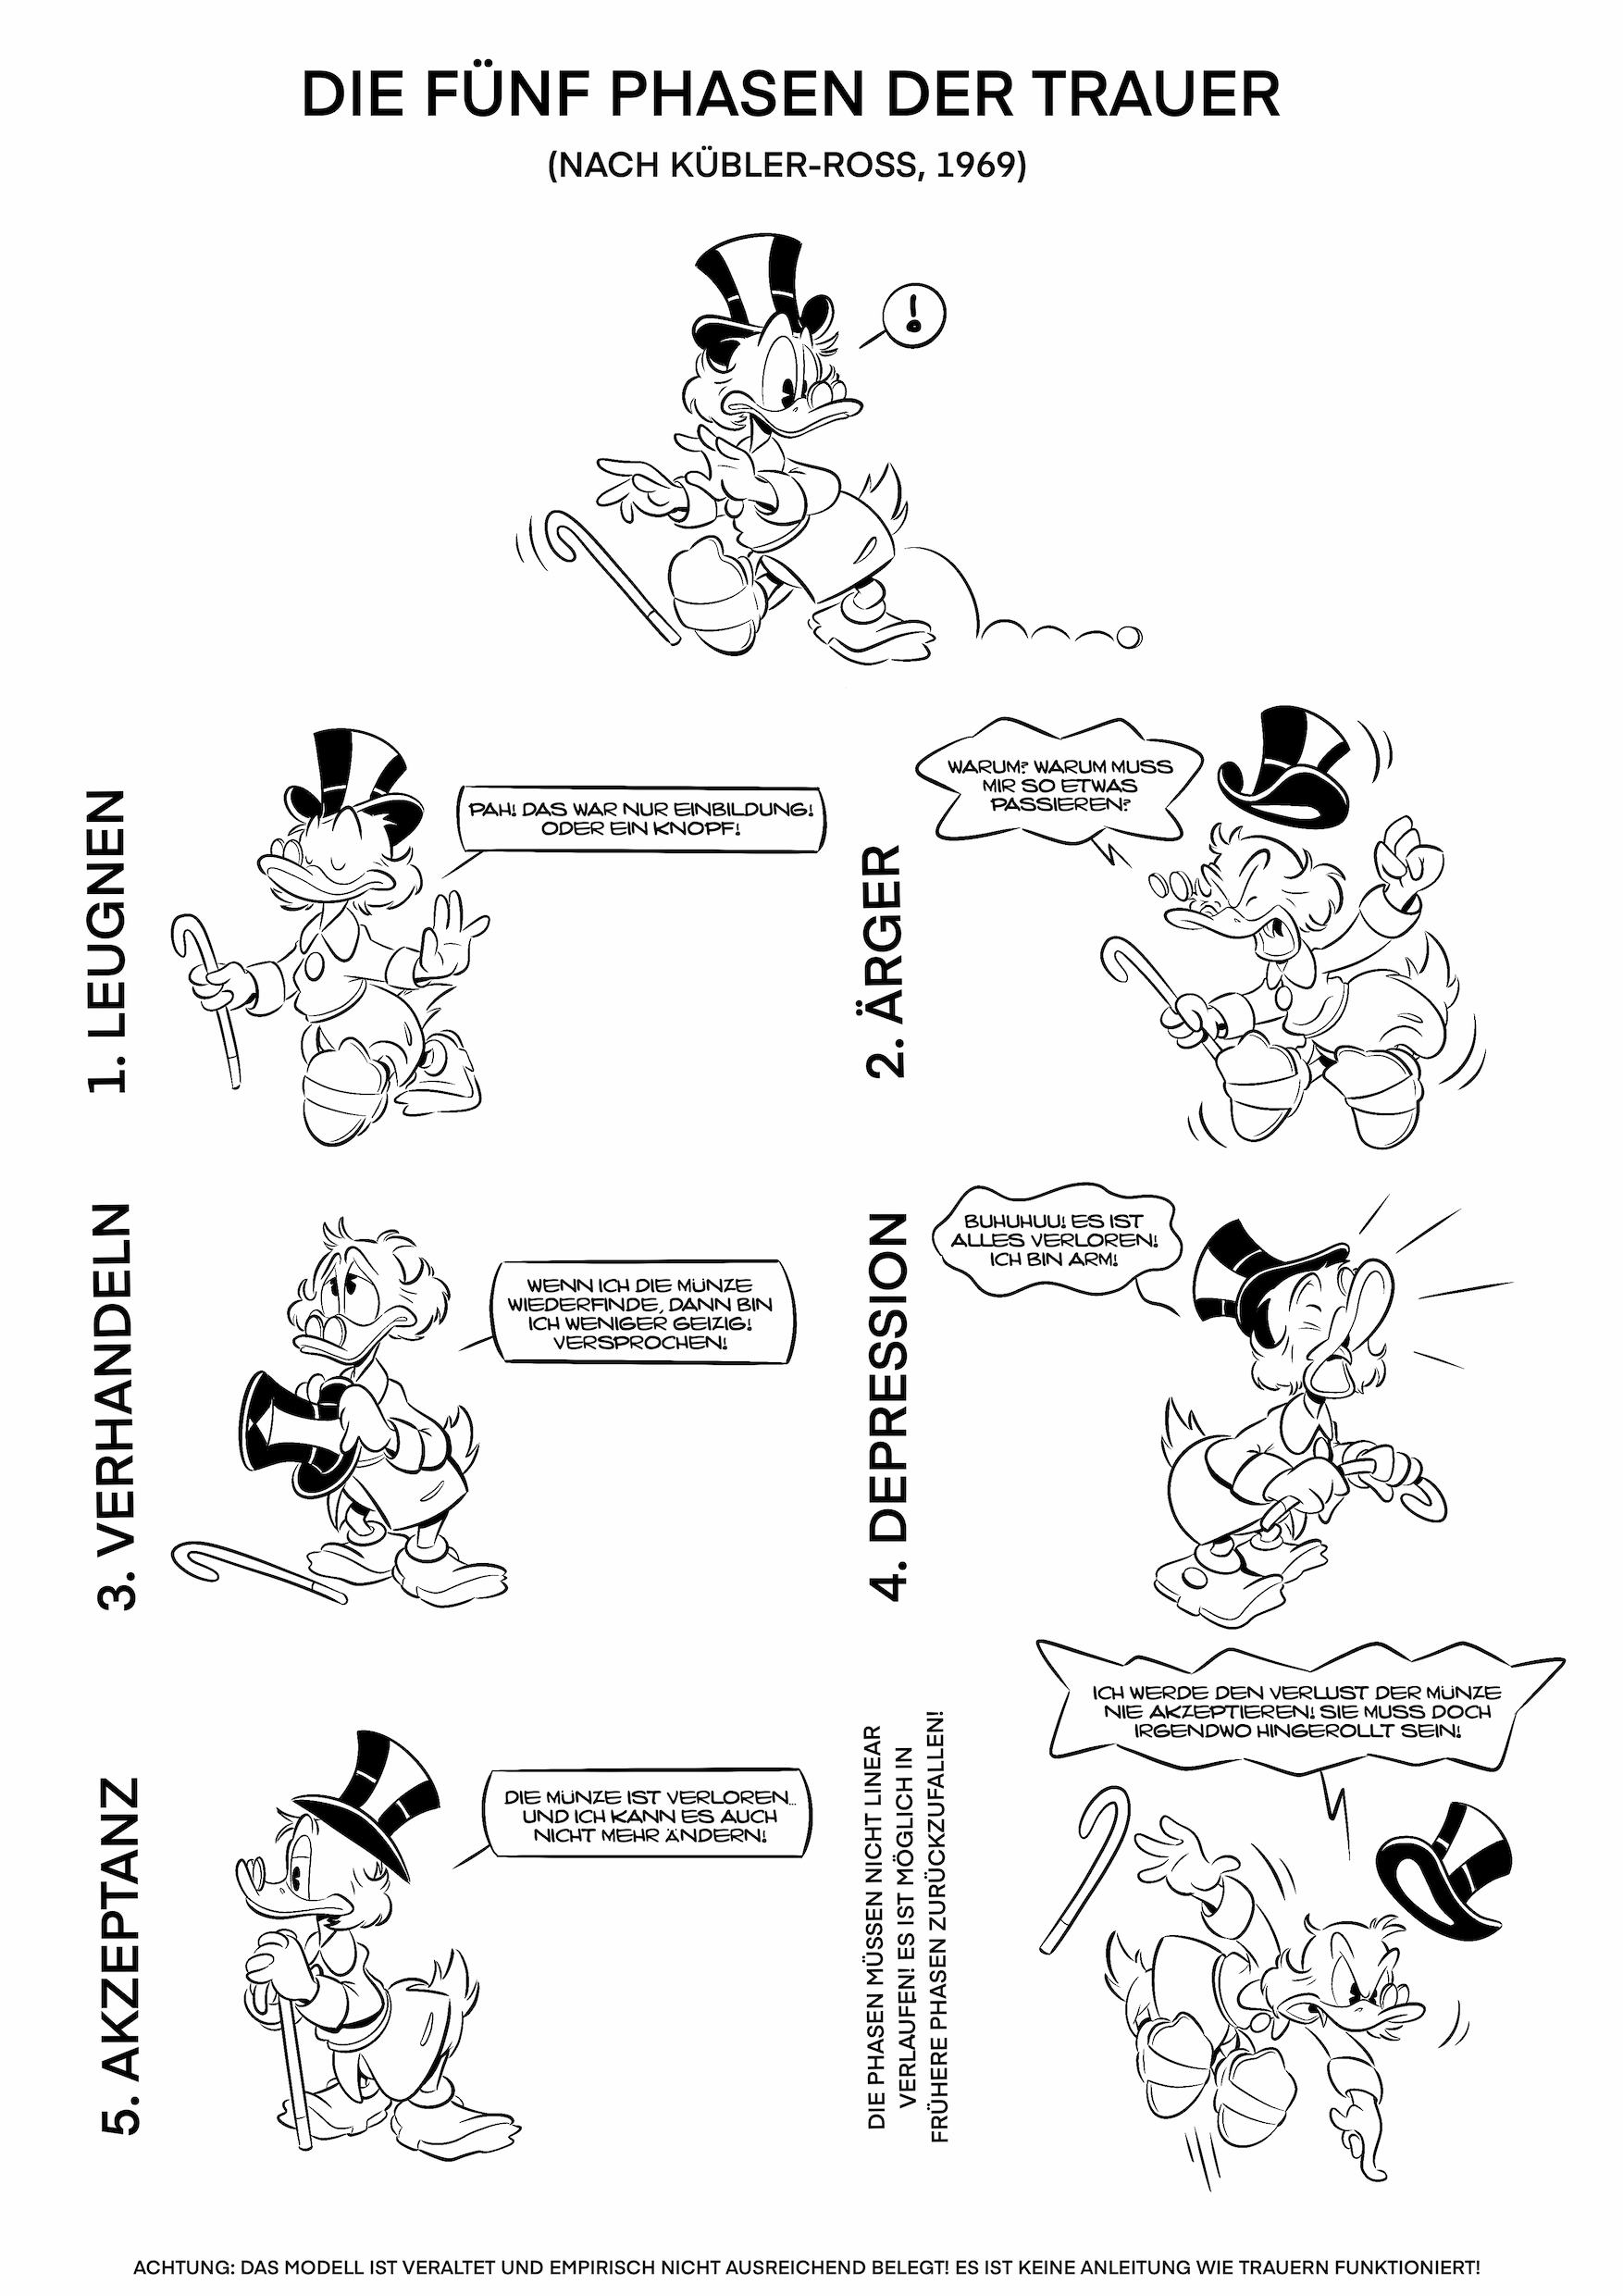 DIE FÜNF PHASEN DER TRAUER
(NACH KÜBLER-ROSS, 1969)
!
1. LEUGNEN
PAH! DAS WAR NUR EINBILDUNG!
ODER EIN KNOPF!
2. ÄRGER
WARUM? WARUM MUSS
MIR SO ETWAS
PASSIEREN?
3. VERHANDELN
WENN ICH DIE MÜNZE
WIEDERFINDE, DANN BIN
ICH WENIGER GEIZIG!
VERSPROCHEN!
4. DEPRESSION
BUHUHUU! ES IST
ALLES VERLOREN!
ICH BIN ARM!
5. AKZEPTANZ
DIE MÜNZE IST VERLOREN...
UND ICH KANN ES AUCH
NICHT MEHR ÄNDERN!
DIE PHASEN MÜSSEN NICHT LINEAR
VERLAUFEN! ES IST MÖGLICH IN
FRÜHERE PHASEN ZURÜCKZUFALLEN!
ICH WERDE DEN VERLUST DER MÜNZE
NIE AKZEPTIEREN! SIE MUSS DOCH
IRGENDWO HINGEROLLT SEIN!
ACHTUNG: DAS MODELL IST VERALTET UND EMPIRISCH NICHT AUSREICHEND BELEGT! ES IST KEINE ANLEITUNG WIE TRAUERN FUNKTIONIERT!